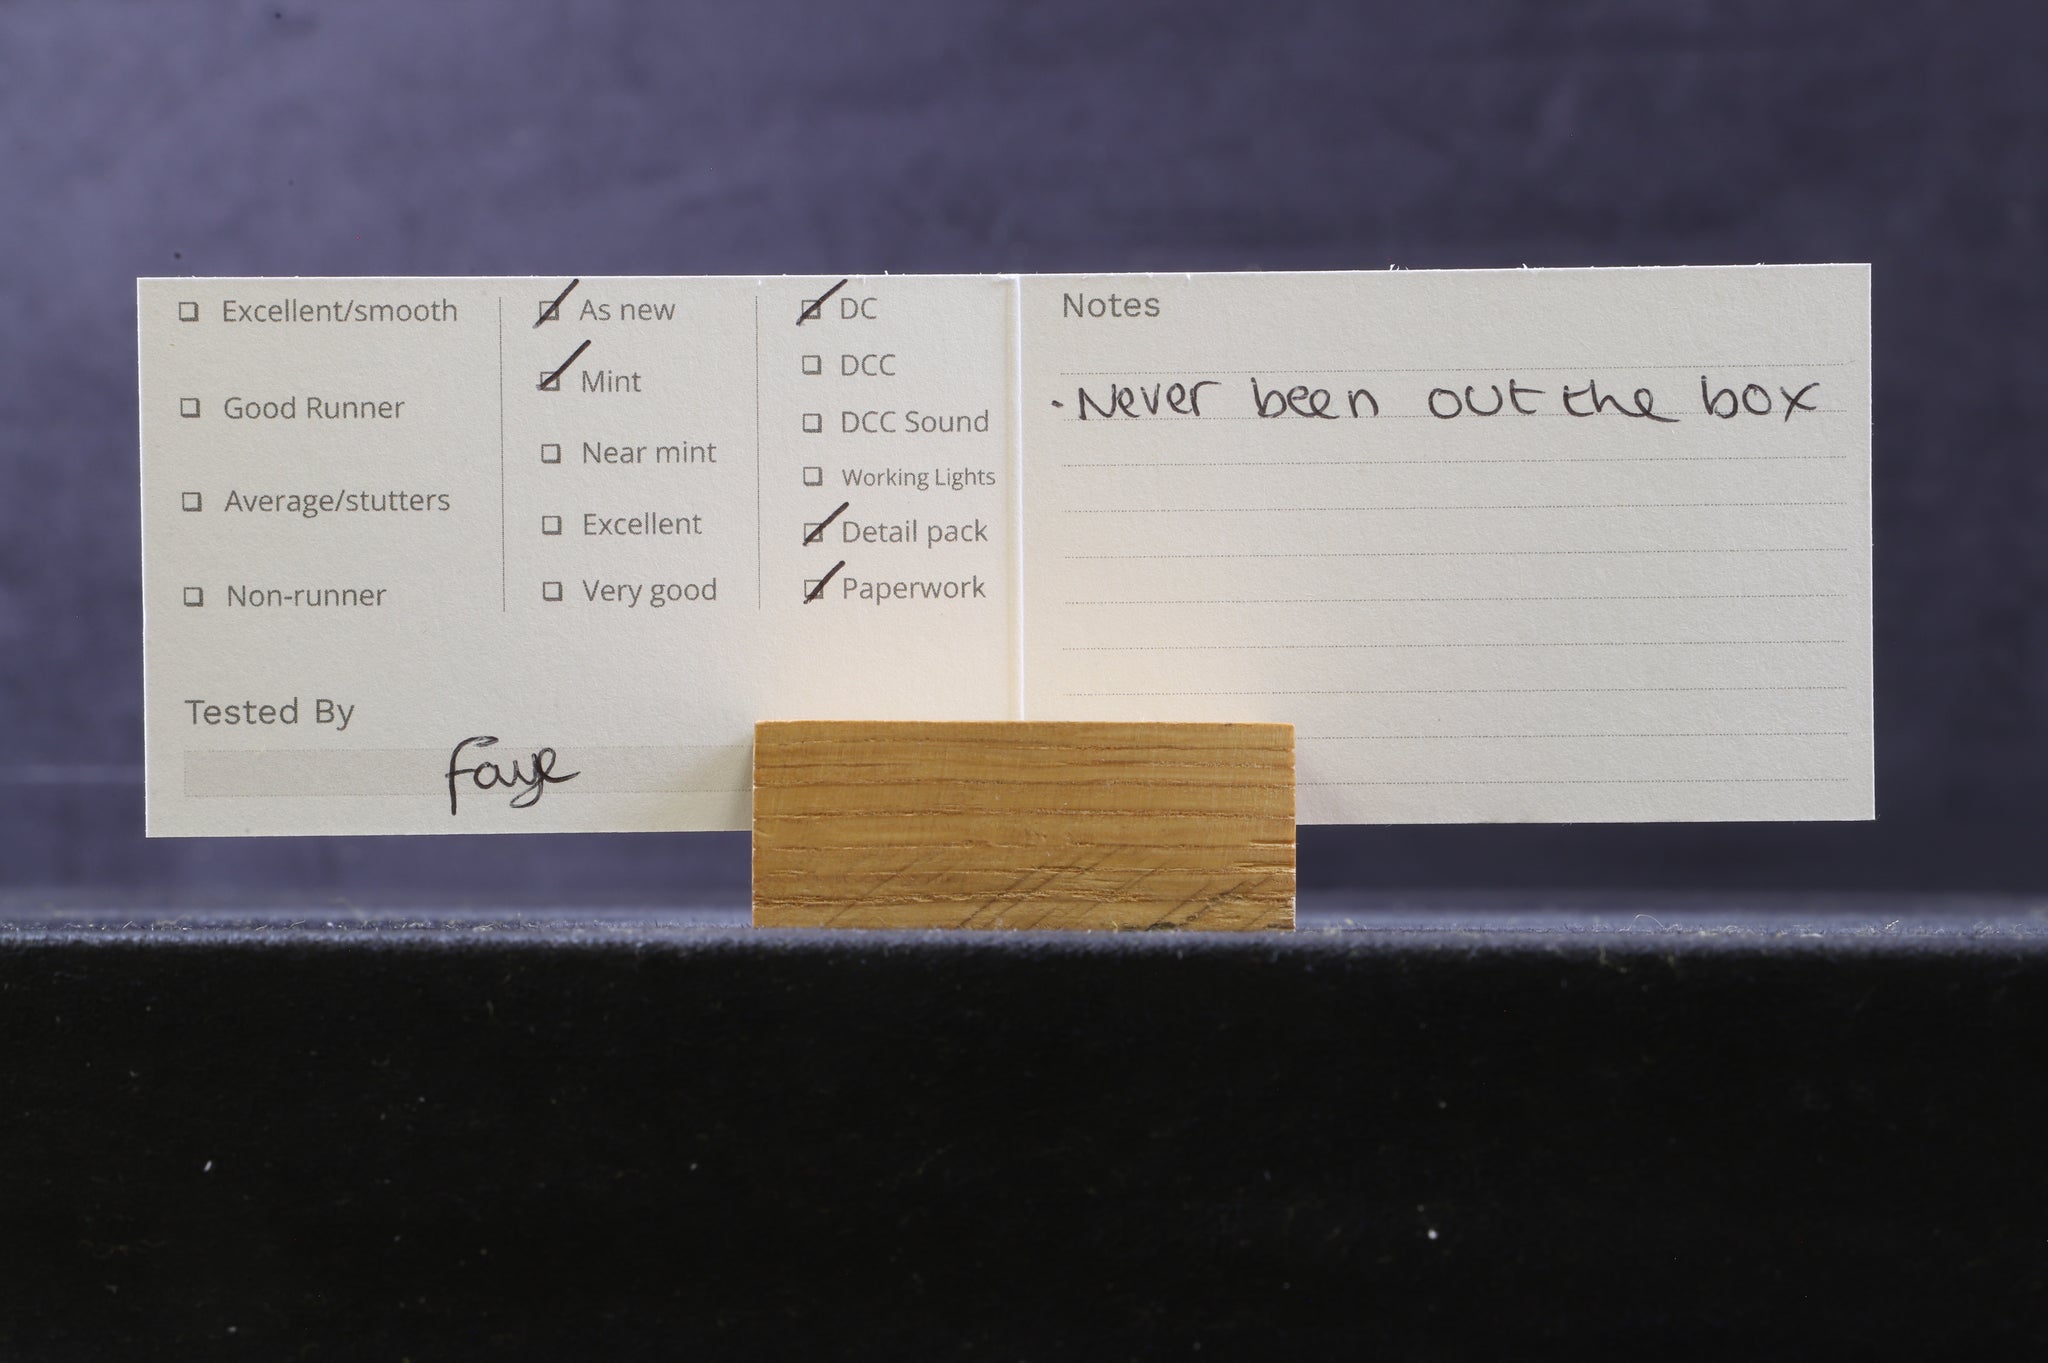 Excellent/smooth
Good Runner
Average/stutters
Non-runner
As new
Mint
Near mint
Excellent
Very good
DC
DCC
DCC Sound
Working Lights
Detail pack
Paperwork
Tested By
Faye
Notes
· Never been out the box